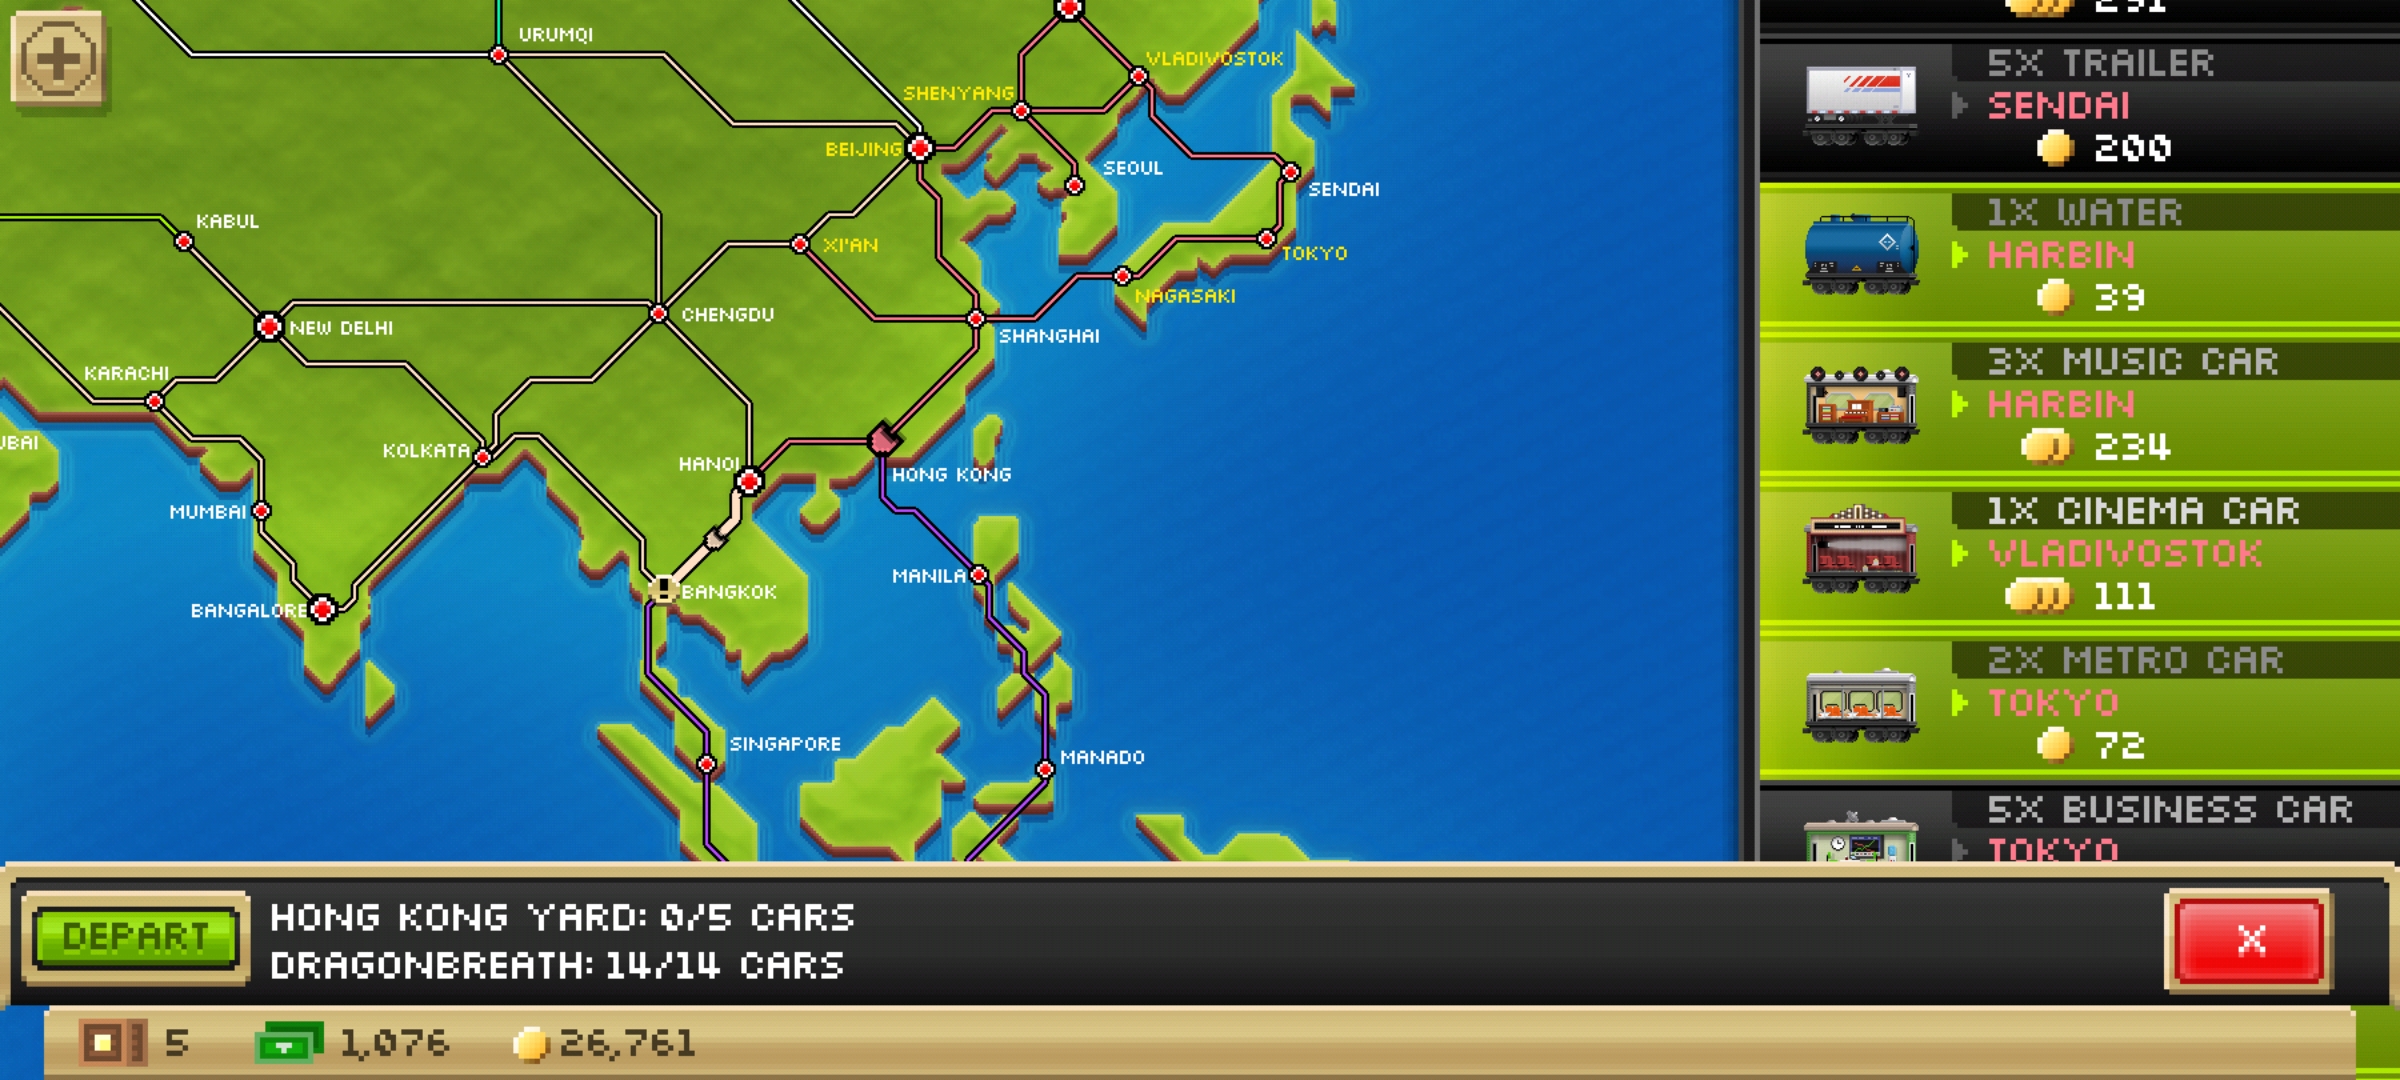 URUMQI
VLADIVOSTOK
SHENYANG
BEIJING
SEOUL
SENDAI
KABUL
XI'AN
TOKYO
NAGASAKI
NEW DELHI
CHENGDU
SHANGHAI
KARACHI
UBAI
KOLKATA
HANOI
HONG KONG
MUMBAI
MANILA
BANGKOK
!
BANGALORE
SINGAPORE
MANADO
291
5X TRAILER
SENDAI
200
1X WATER
HARBIN
39
3X MUSIC CAR
HARBIN
234
1X CINEMA CAR
VLADIVOSTOK
111
2X METRO CAR
TOKYO
72
5X BUSINESS CAR
TOKYO
DEPART
HONG KONG YARD: 0/5 CARS
DRAGONBREATH: 14/14 CARS
X
5
1,076
26,761